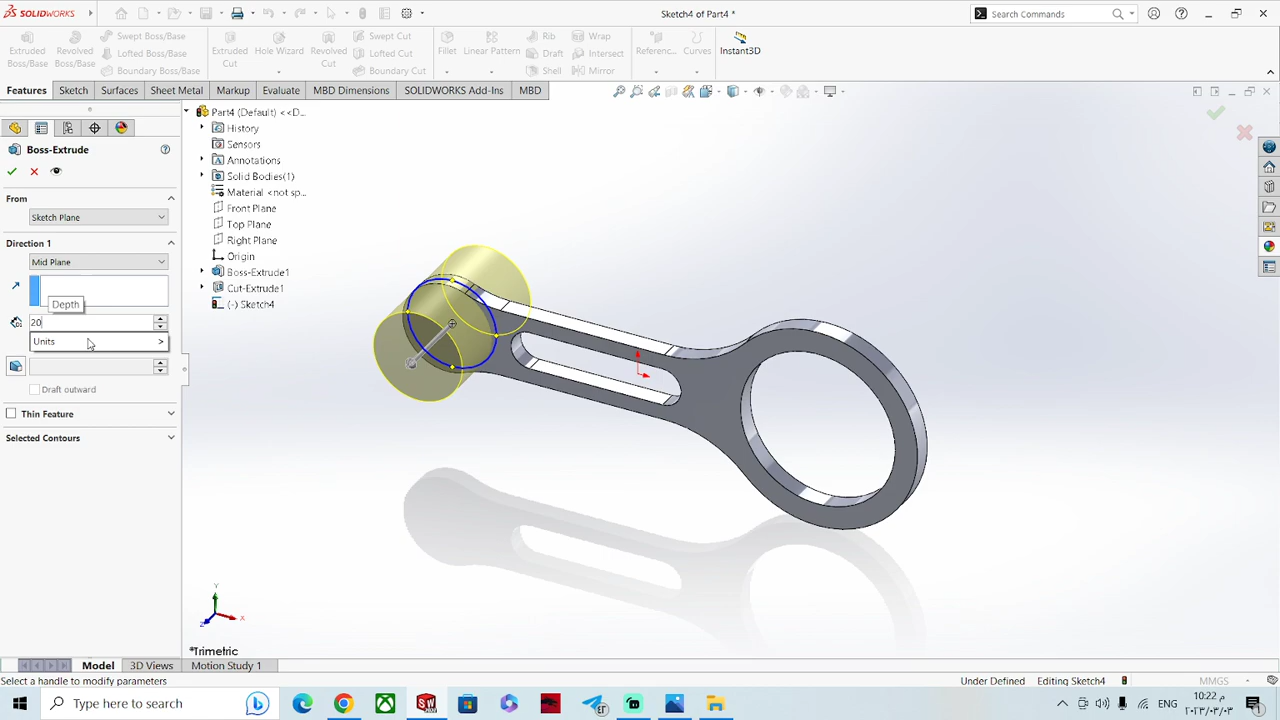 SOLIDWORKS
Sketch4 of Part4 *
Search Commands
Extruded Boss/Base
Revolved Boss/Base
Swept Boss/Base
Lofted Boss/Base
Boundary Boss/Base
Extruded Cut
Hole Wizard
Revolved Cut
Swept Cut
Lofted Cut
Boundary Cut
Fillet
Linear Pattern
Rib
Draft
Shell
Wrap
Intersect
Mirror
Referenc...
Curves
Instant3D
Features
Sketch
Surfaces
Sheet Metal
Markup
Evaluate
MBD Dimensions
SOLIDWORKS Add-Ins
MBD
Boss-Extrude
From
Sketch Plane
Direction 1
Mid Plane
Depth
20
Units >
Draft outward
Thin Feature
Selected Contours
Part4 (Default) <<D...
History
Sensors
Annotations
Solid Bodies(1)
Material <not sp...
Front Plane
Top Plane
Right Plane
Origin
Boss-Extrude1
Cut-Extrude1
(-) Sketch4
Y
X
Z
*Trimetric
Model
3D Views
Motion Study 1
Select a handle to modify parameters
Under Defined
Editing Sketch4
MMGS
Type here to search
ENG
م 10:22
٢٠٢٣/٠٣/٠٣